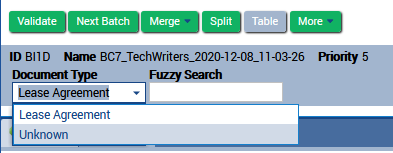 Validate Next Batch Merge Split Table More
ID BI1D Name BC7_TechWriters_2020-12-08_11-03-26 Priority 5
Document Type Fuzzy Search
Lease Agreement
Lease Agreement
Unknown